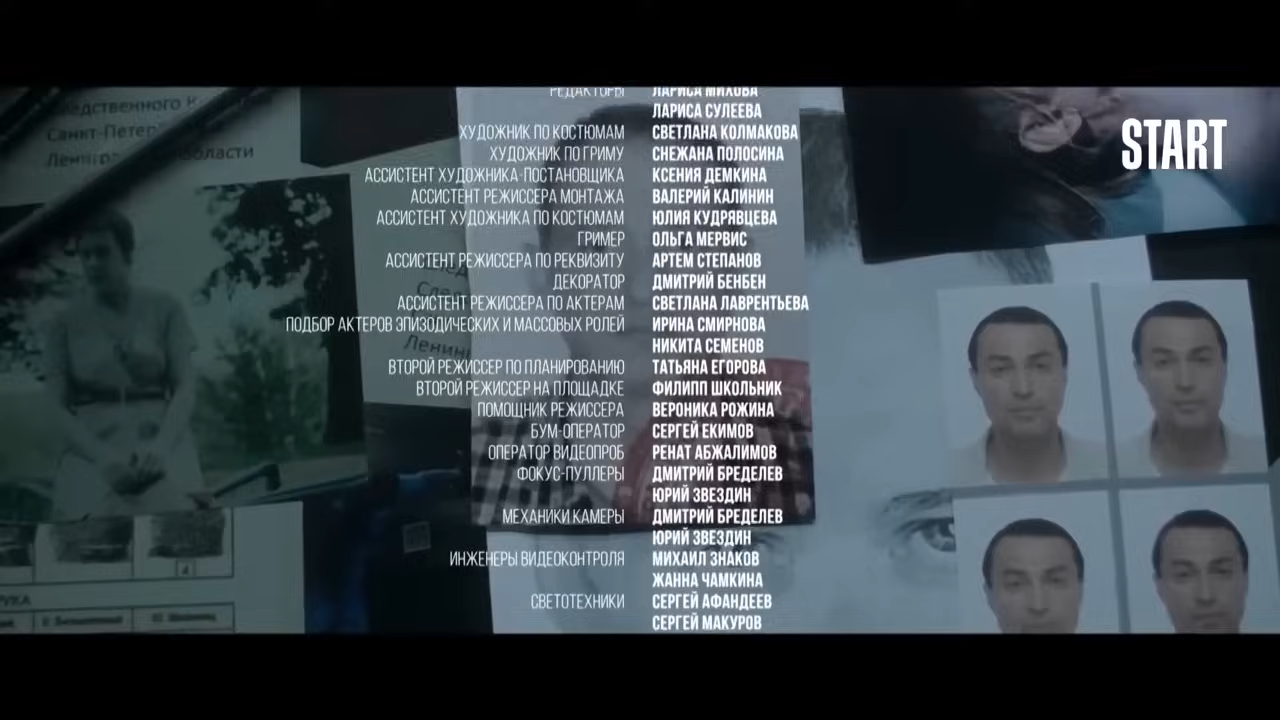 РЕДАКТОРЫ ЛАРИСА МИХОВА
ЛАРИСА СУЛЕЕВА
ХУДОЖНИК ПО КОСТЮМАМ СВЕТЛАНА КОЛМАКОВА
ХУДОЖНИК ПО ГРИМУ СНЕЖАНА ПОЛОСИНА
АССИСТЕНТ ХУДОЖНИКА-ПОСТАНОВЩИКА КСЕНИЯ ДЕМКИНА
АССИСТЕНТ РЕЖИССЕРА МОНТАЖА ВАЛЕРИЙ КАЛИНИН
АССИСТЕНТ ХУДОЖНИКА ПО КОСТЮМАМ ЮЛИЯ КУДРЯВЦЕВА
ГРИМЕР ОЛЬГА МЕРВИС
АССИСТЕНТ РЕЖИССЕРА ПО РЕКВИЗИТУ АРТЕМ СТЕПАНОВ
ДЕКОРАТОР ДМИТРИЙ БЕНБЕН
АССИСТЕНТ РЕЖИССЕРА ПО АКТЕРАМ СВЕТЛАНА ЛАВРЕНТЬЕВА
ПОДБОР АКТЕРОВ ЭПИЗОДИЧЕСКИХ И МАССОВЫХ РОЛЕЙ ИРИНА СМИРНОВА
НИКИТА СЕМЕНОВ
ВТОРОЙ РЕЖИССЕР ПО ПЛАНИРОВАНИЮ ТАТЬЯНА ЕГОРОВА
ВТОРОЙ РЕЖИССЕР НА ПЛОЩАДКЕ ФИЛИПП ШКОЛЬНИК
ПОМОЩНИК РЕЖИССЕРА ВЕРОНИКА РОЖИНА
БУМ-ОПЕРАТОР СЕРГЕЙ ЕКИМОВ
ОПЕРАТОР ВИДЕОПРОБ РЕНАТ АБЖАЛИМОВ
ФОКУС-ПУЛЛЕРЫ ДМИТРИЙ БРЕДЕЛЕВ
ЮРИЙ ЗВЕЗДИН
МЕХАНИКИ КАМЕРЫ ДМИТРИЙ БРЕДЕЛЕВ
ЮРИЙ ЗВЕЗДИН
ИНЖЕНЕРЫ ВИДЕОКОНТРОЛЯ МИХАИЛ ЗНАКОВ
ЖАННА ЧАМКИНА
СВЕТОТЕХНИКИ СЕРГЕЙ АФАНДЕЕВ
СЕРГЕЙ МАКУРОВ
START